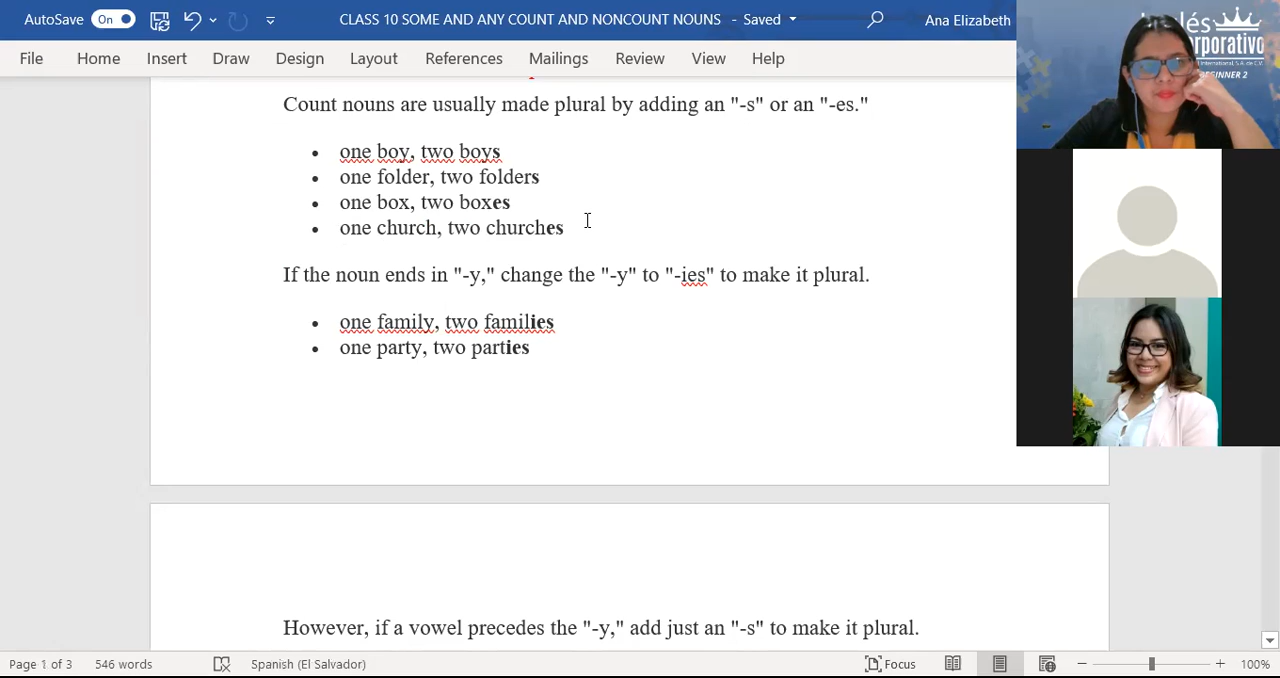 AutoSave On CLASS 10 SOME AND ANY COUNT AND NONCOUNT NOUNS - Saved Ana Elizabeth
File Home Insert Draw Design Layout References Mailings Review View Help
Count nouns are usually made plural by adding an "-s" or an "-es."
• one boy, two boys
• one folder, two folders
• one box, two boxes
• one church, two churches
If the noun ends in "-y," change the "-y" to "-ies" to make it plural.
• one family, two families
• one party, two parties
However, if a vowel precedes the "-y," add just an "-s" to make it plural.
Page 1 of 3 546 words Spanish (El Salvador) Focus 100%
BEGINNER 2